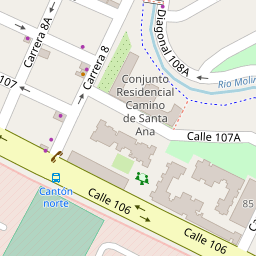 Carrera 8A
Carrera 8
Diagonal 108A
Río Moli
107
Conjunto
Residencial
Camino
de Santa
Ana
Calle 107A
Cantón
norte
Calle 106
85
Calle 106